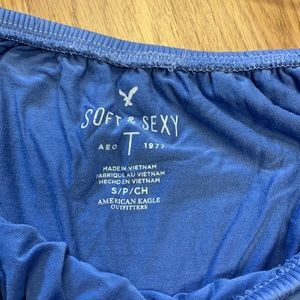 SOFT & SEXY
AEO T 1977
MADE IN VIETNAM
FABRIQUÉ AU VIETNAM
HECHO EN VIETNAM
S/P/CH
AMERICAN EAGLE
OUTFITTERS